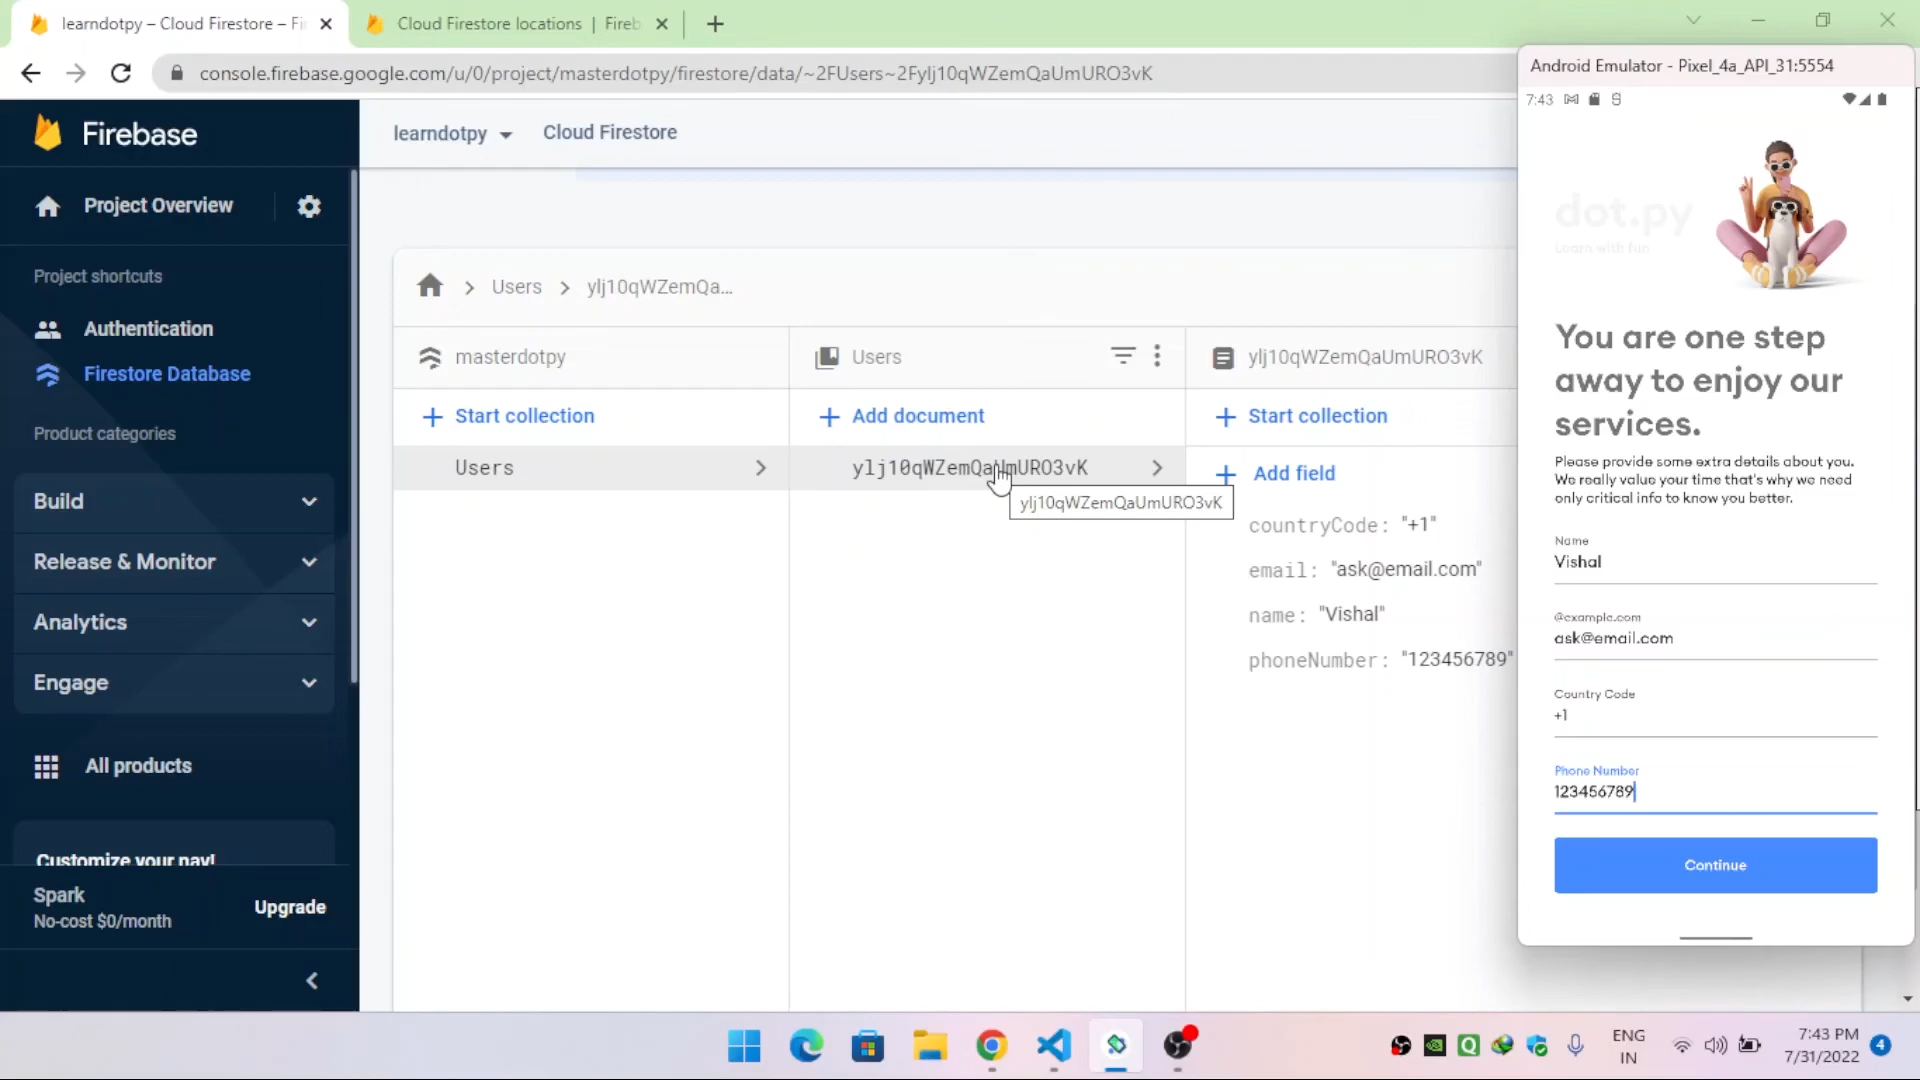 learndotpy – Cloud Firestore – Fi
Cloud Firestore locations | Fireb
console.firebase.google.com/u/0/project/masterdotpy/firestore/data/~2FUsers~2Fylj10qWZemQaUmURO3vK
Firebase
Project Overview
Project shortcuts
Authentication
Firestore Database
Product categories
Build
Release & Monitor
Analytics
Engage
All products
Customize your nav!
Spark
No-cost $0/month
Upgrade
learndotpy
Cloud Firestore
Users
ylj10qWZemQa...
masterdotpy
Start collection
Users
Users
Add document
ylj10qWZemQaUmURO3vK
ylj10qWZemQaUmURO3vK
ylj10qWZemQaUmURO3vK
Start collection
Add field
countryCode: "+1"
email: "ask@email.com"
name: "Vishal"
phoneNumber: "123456789"
Android Emulator - Pixel_4a_API_31:5554
7:43
dot.py
Learn with fun
You are one step
away to enjoy our
services.
Please provide some extra details about you.
We really value your time that's why we need
only critical info to know you better.
Name
Vishal
@example.com
ask@email.com
Country Code
+1
Phone Number
123456789
Continue
ENG
IN
7:43 PM
7/31/2022
4